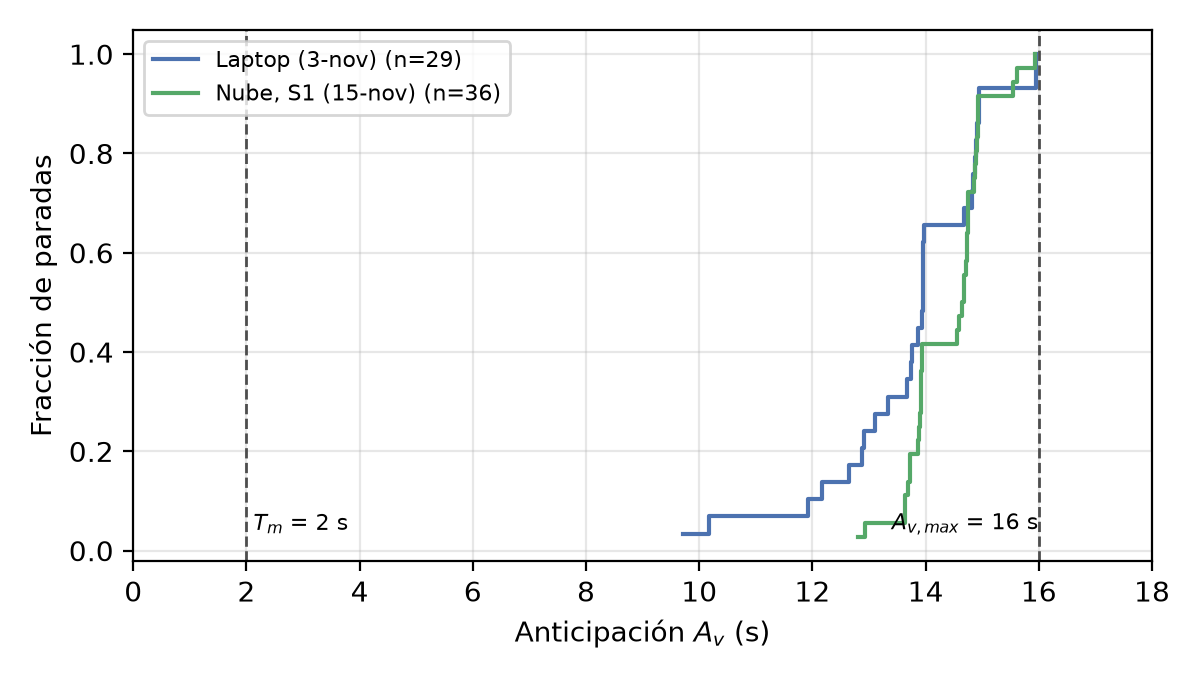 Laptop (3-nov) (n=29)
Nube, S1 (15-nov) (n=36)
Fracción de paradas
1.0
0.8
0.6
0.4
0.2
0.0
T_m = 2 s
A_{v,max} = 16 s
0 2 4 6 8 10 12 14 16 18
Anticipación A_v (s)